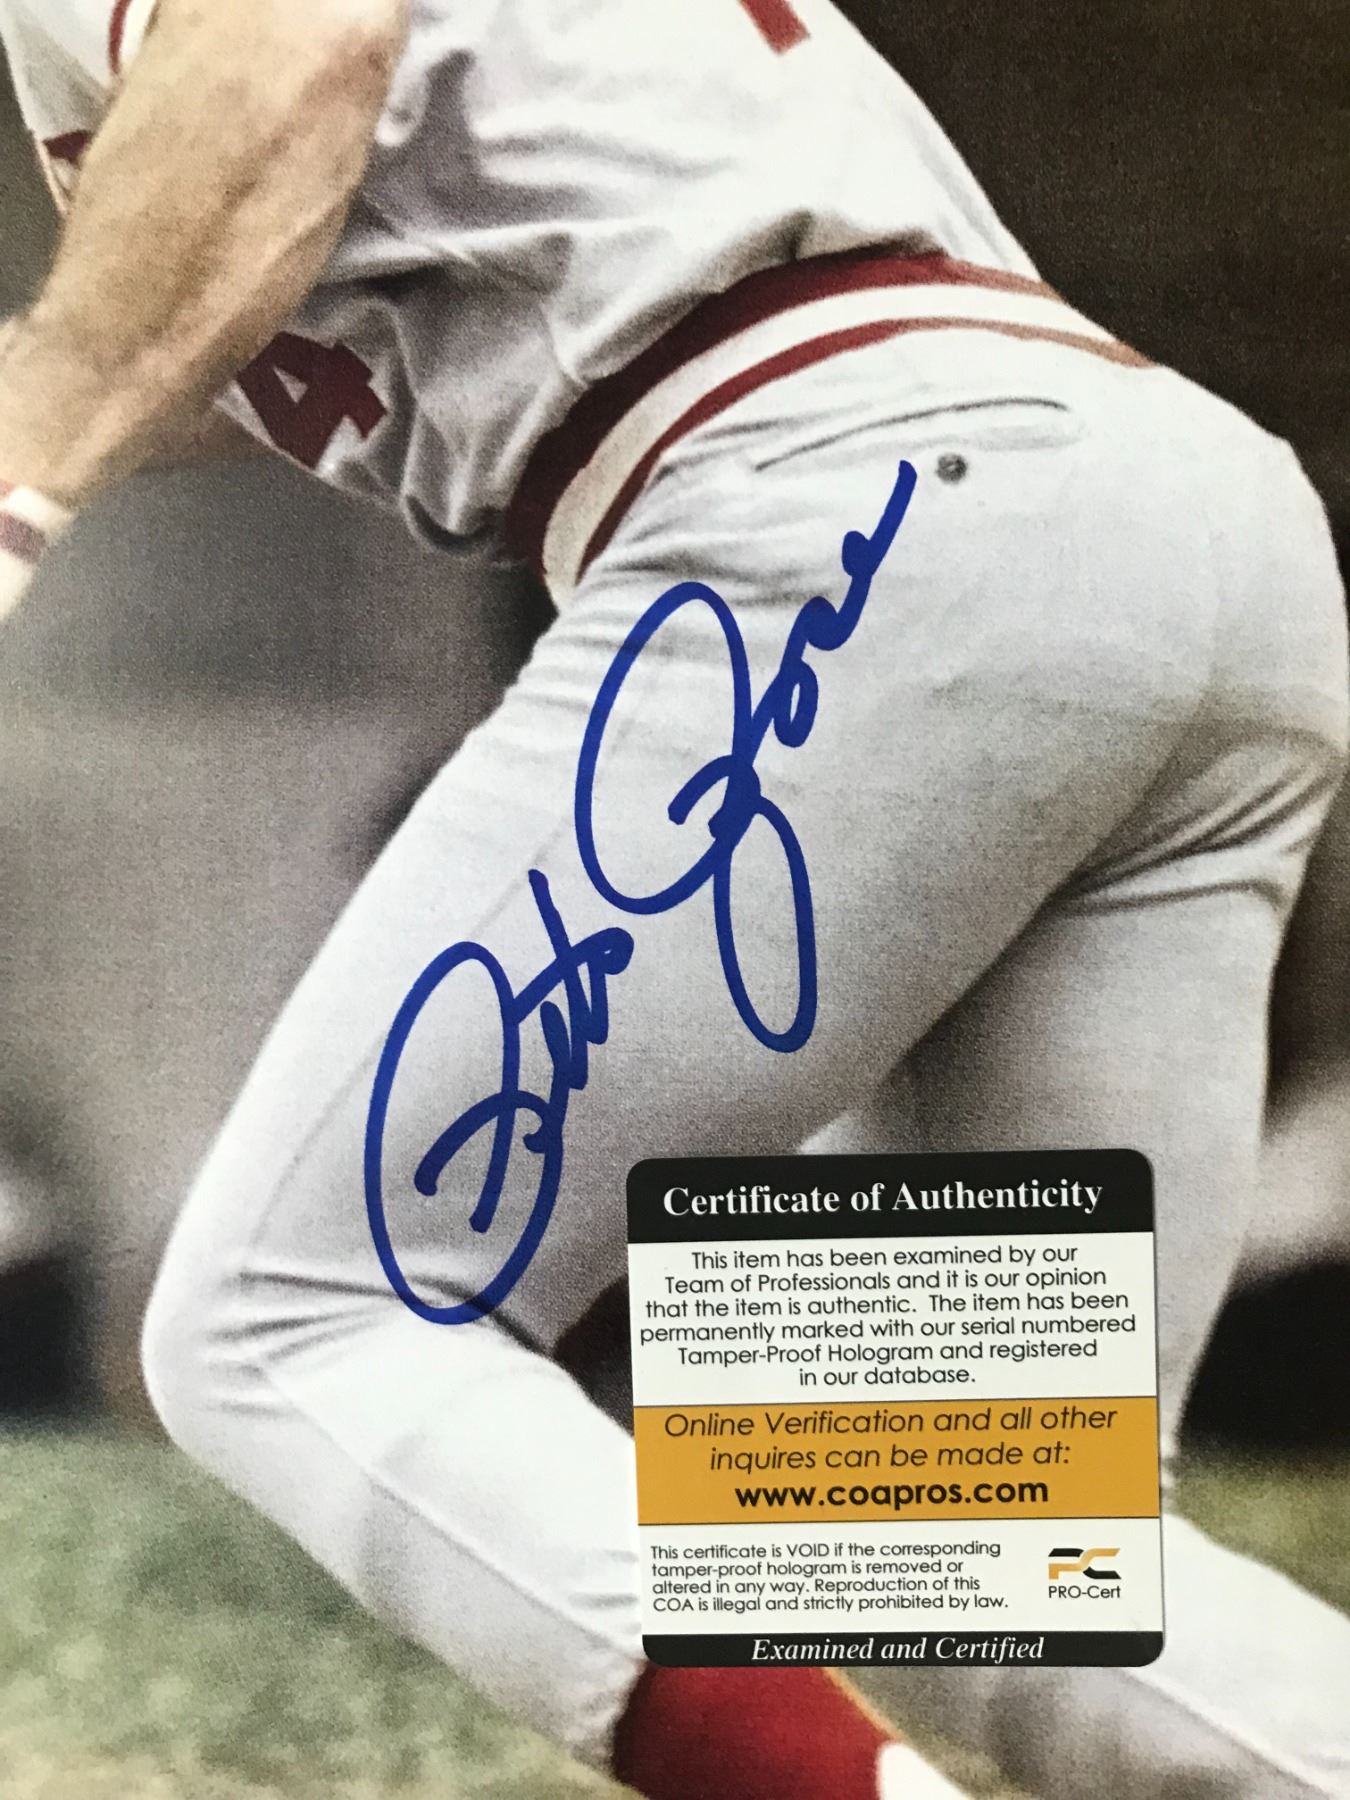 4
Pete Rose
Certificate of Authenticity
This item has been examined by our
Team of Professionals and it is our opinion
that the item is authentic. The item has been
permanently marked with our serial numbered
Tamper-Proof Hologram and registered
in our database.
Online Verification and all other
inquires can be made at:
www.coapros.com
This certificate is VOID if the corresponding
tamper-proof hologram is removed or
altered in any way. Reproduction of this
COA is illegal and strictly prohibited by law.
PC
PRO-Cert
Examined and Certified